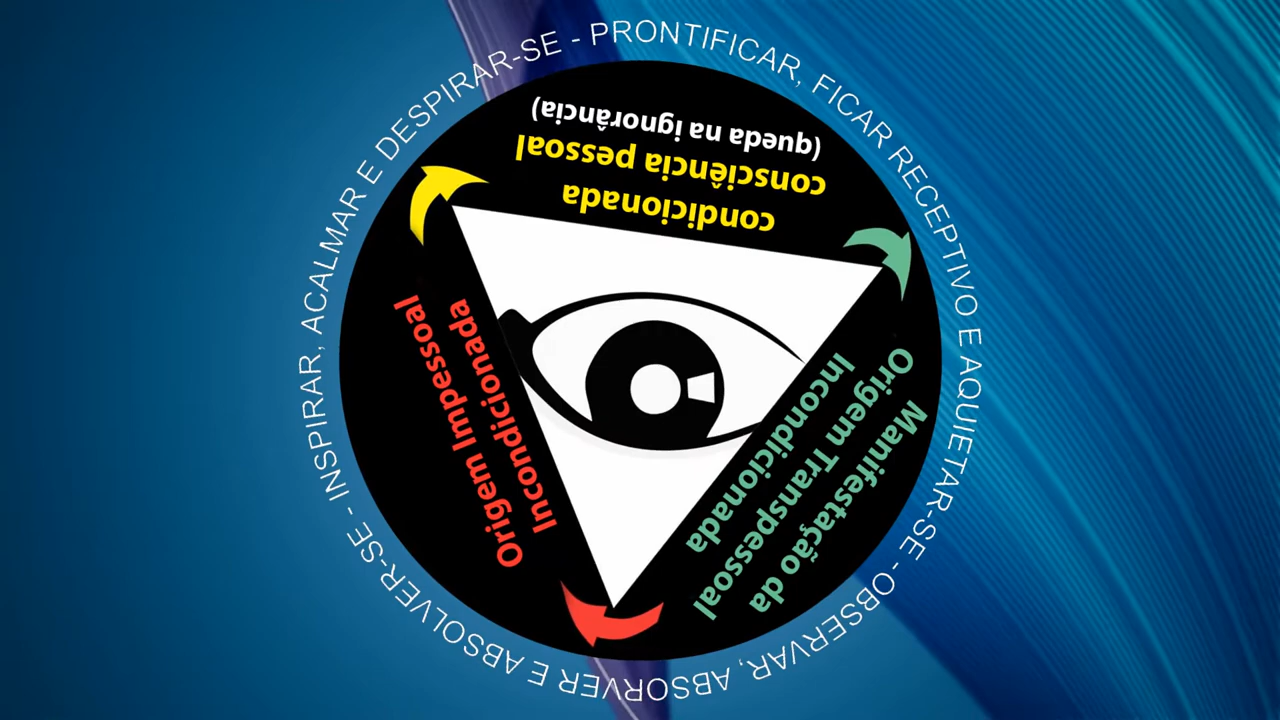 INSPIRAR, ACALMAR E DESPIRAR-SE - PRONTIFICAR, FICAR RECEPTIVO E AQUIETAR-SE - OBSERVAR, ABSORVER E ABSOLVER-SE -
condicionada
consciência pessoal
(queda na ignorância)
Manifestação da
Origem Transpessoal
Incondicionada
Origem Impessoal
Incondicionada